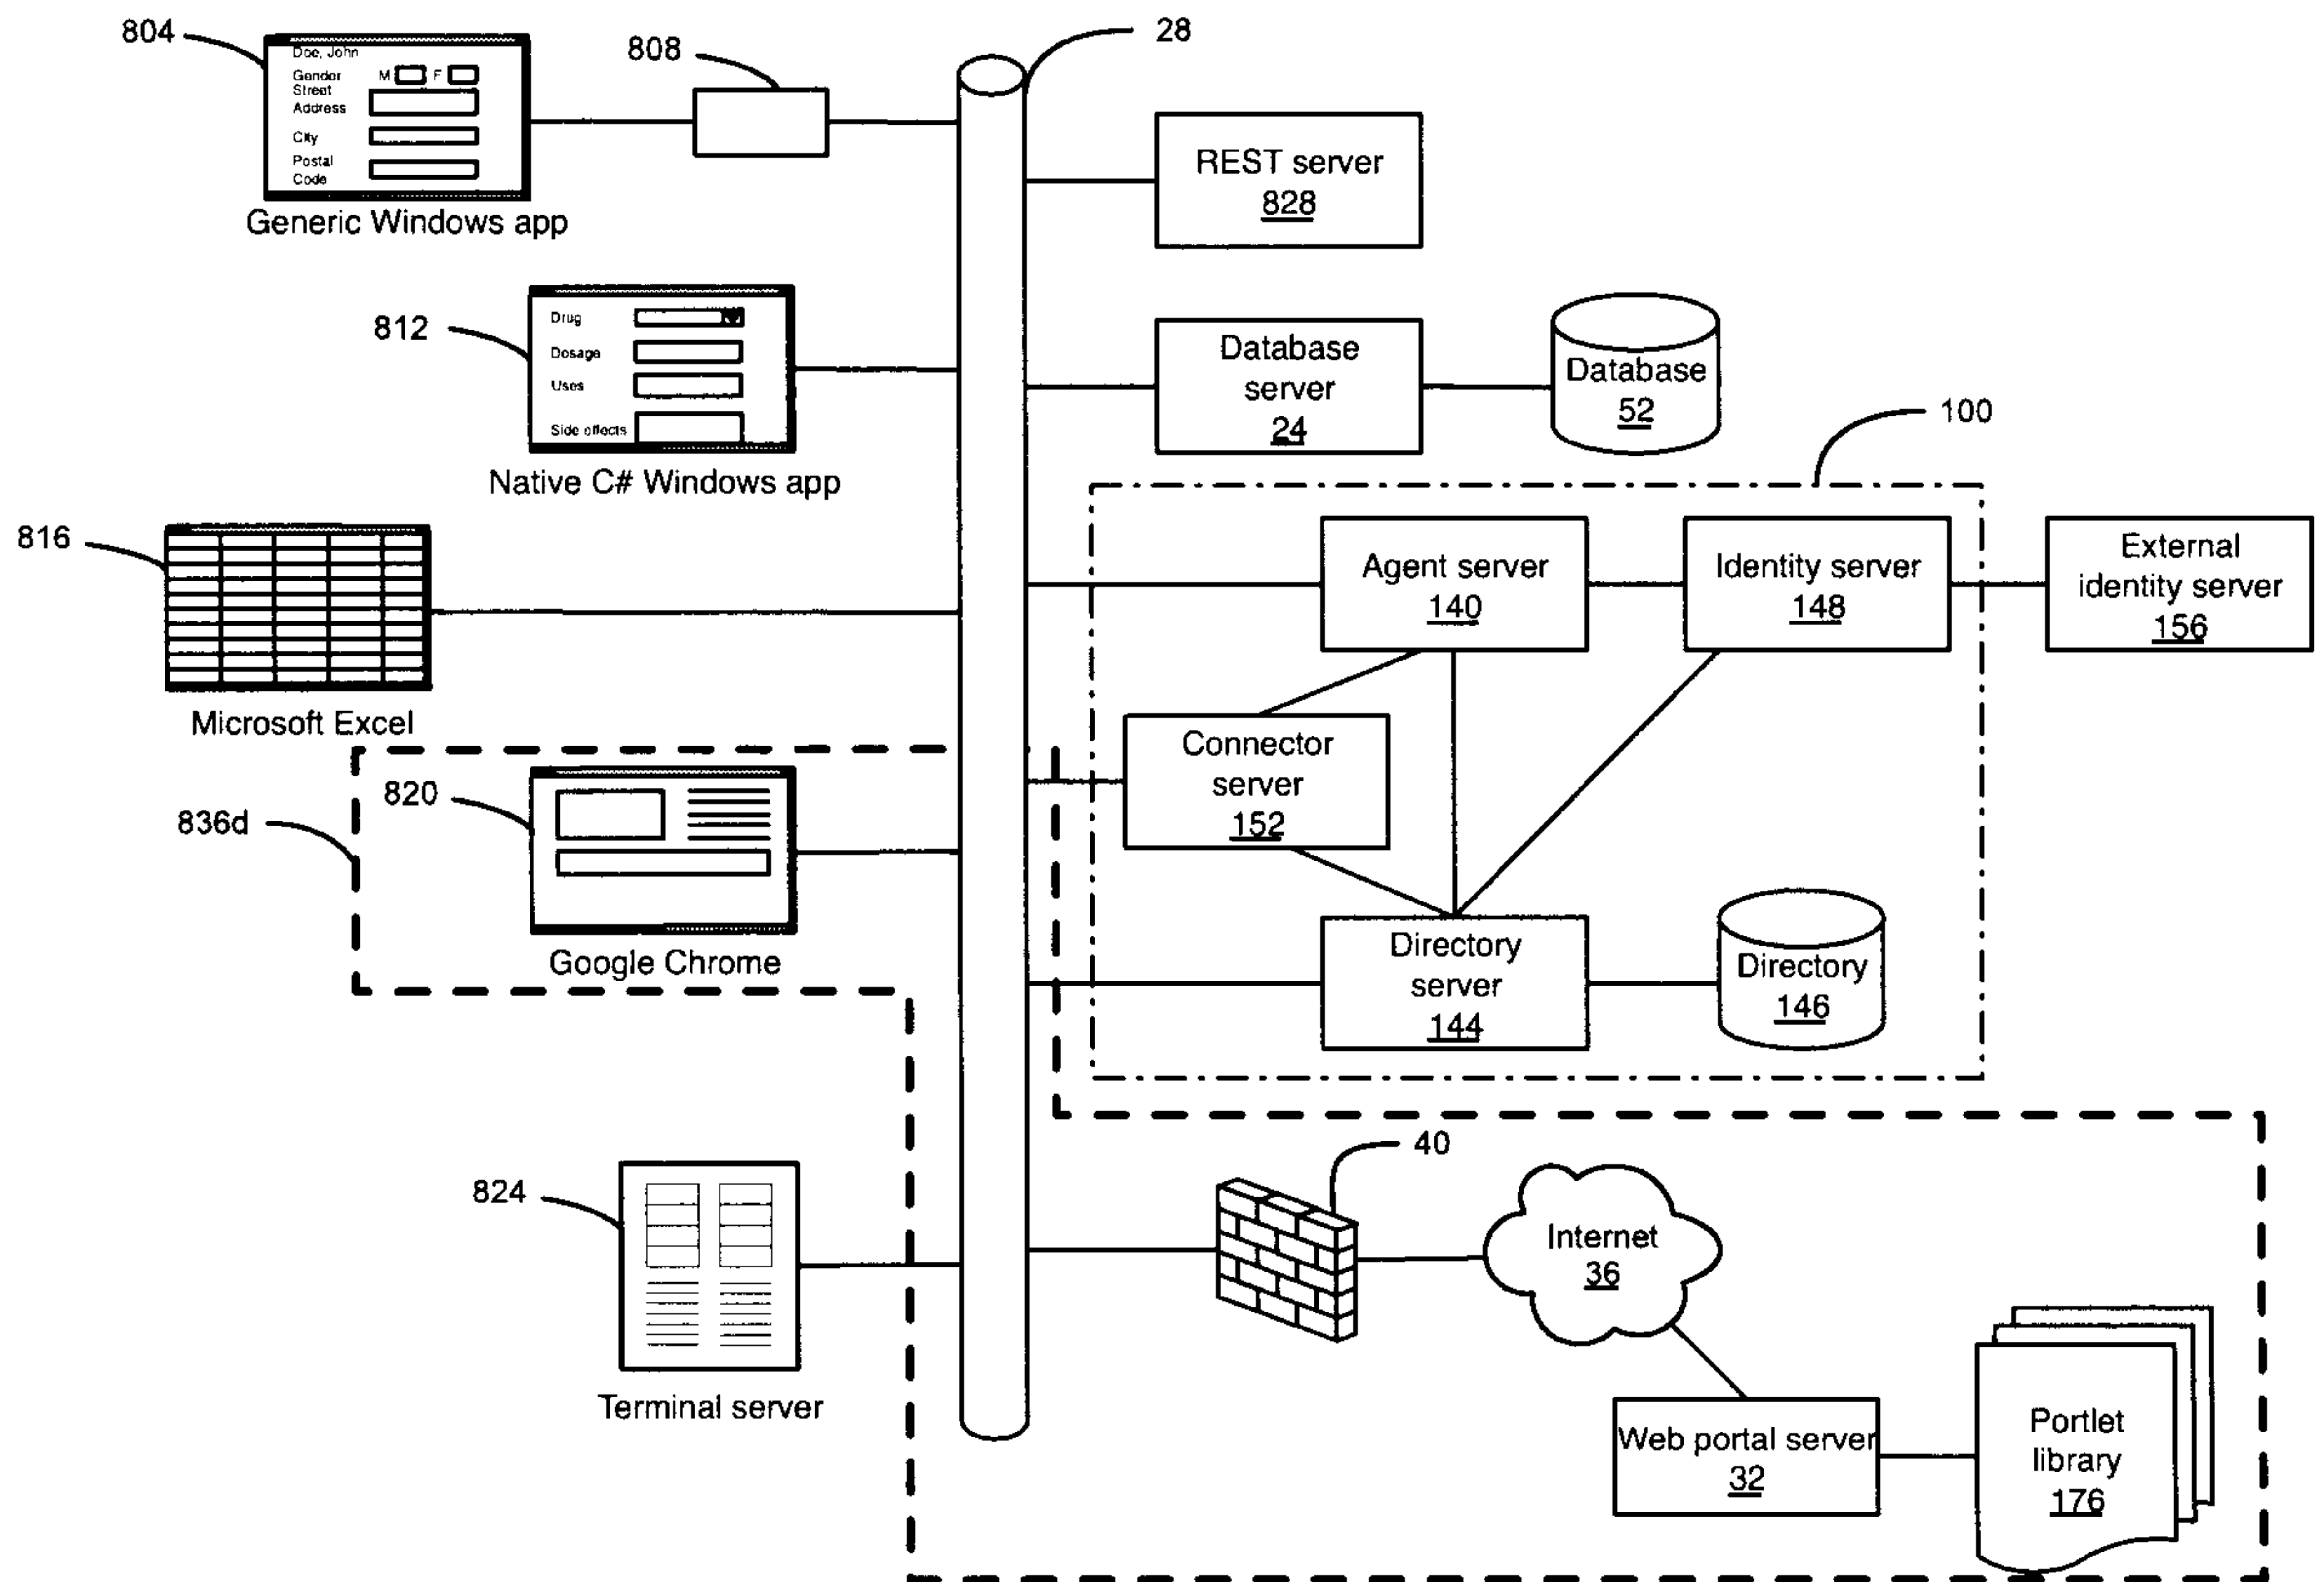 804
Doe, John
Gender M F
Street
Address
City
Postal
Code
Generic Windows app
808
28
REST server
828
812
Drug
Dosage
Uses
Side effects
Native C# Windows app
Database
server
24
Database
52
100
816
Microsoft Excel
Agent server
140
Identity server
148
External
identity server
156
Connector
server
152
836d
820
Google Chrome
Directory
server
144
Directory
146
824
Terminal server
40
Internet
36
Web portal server
32
Portlet
library
176